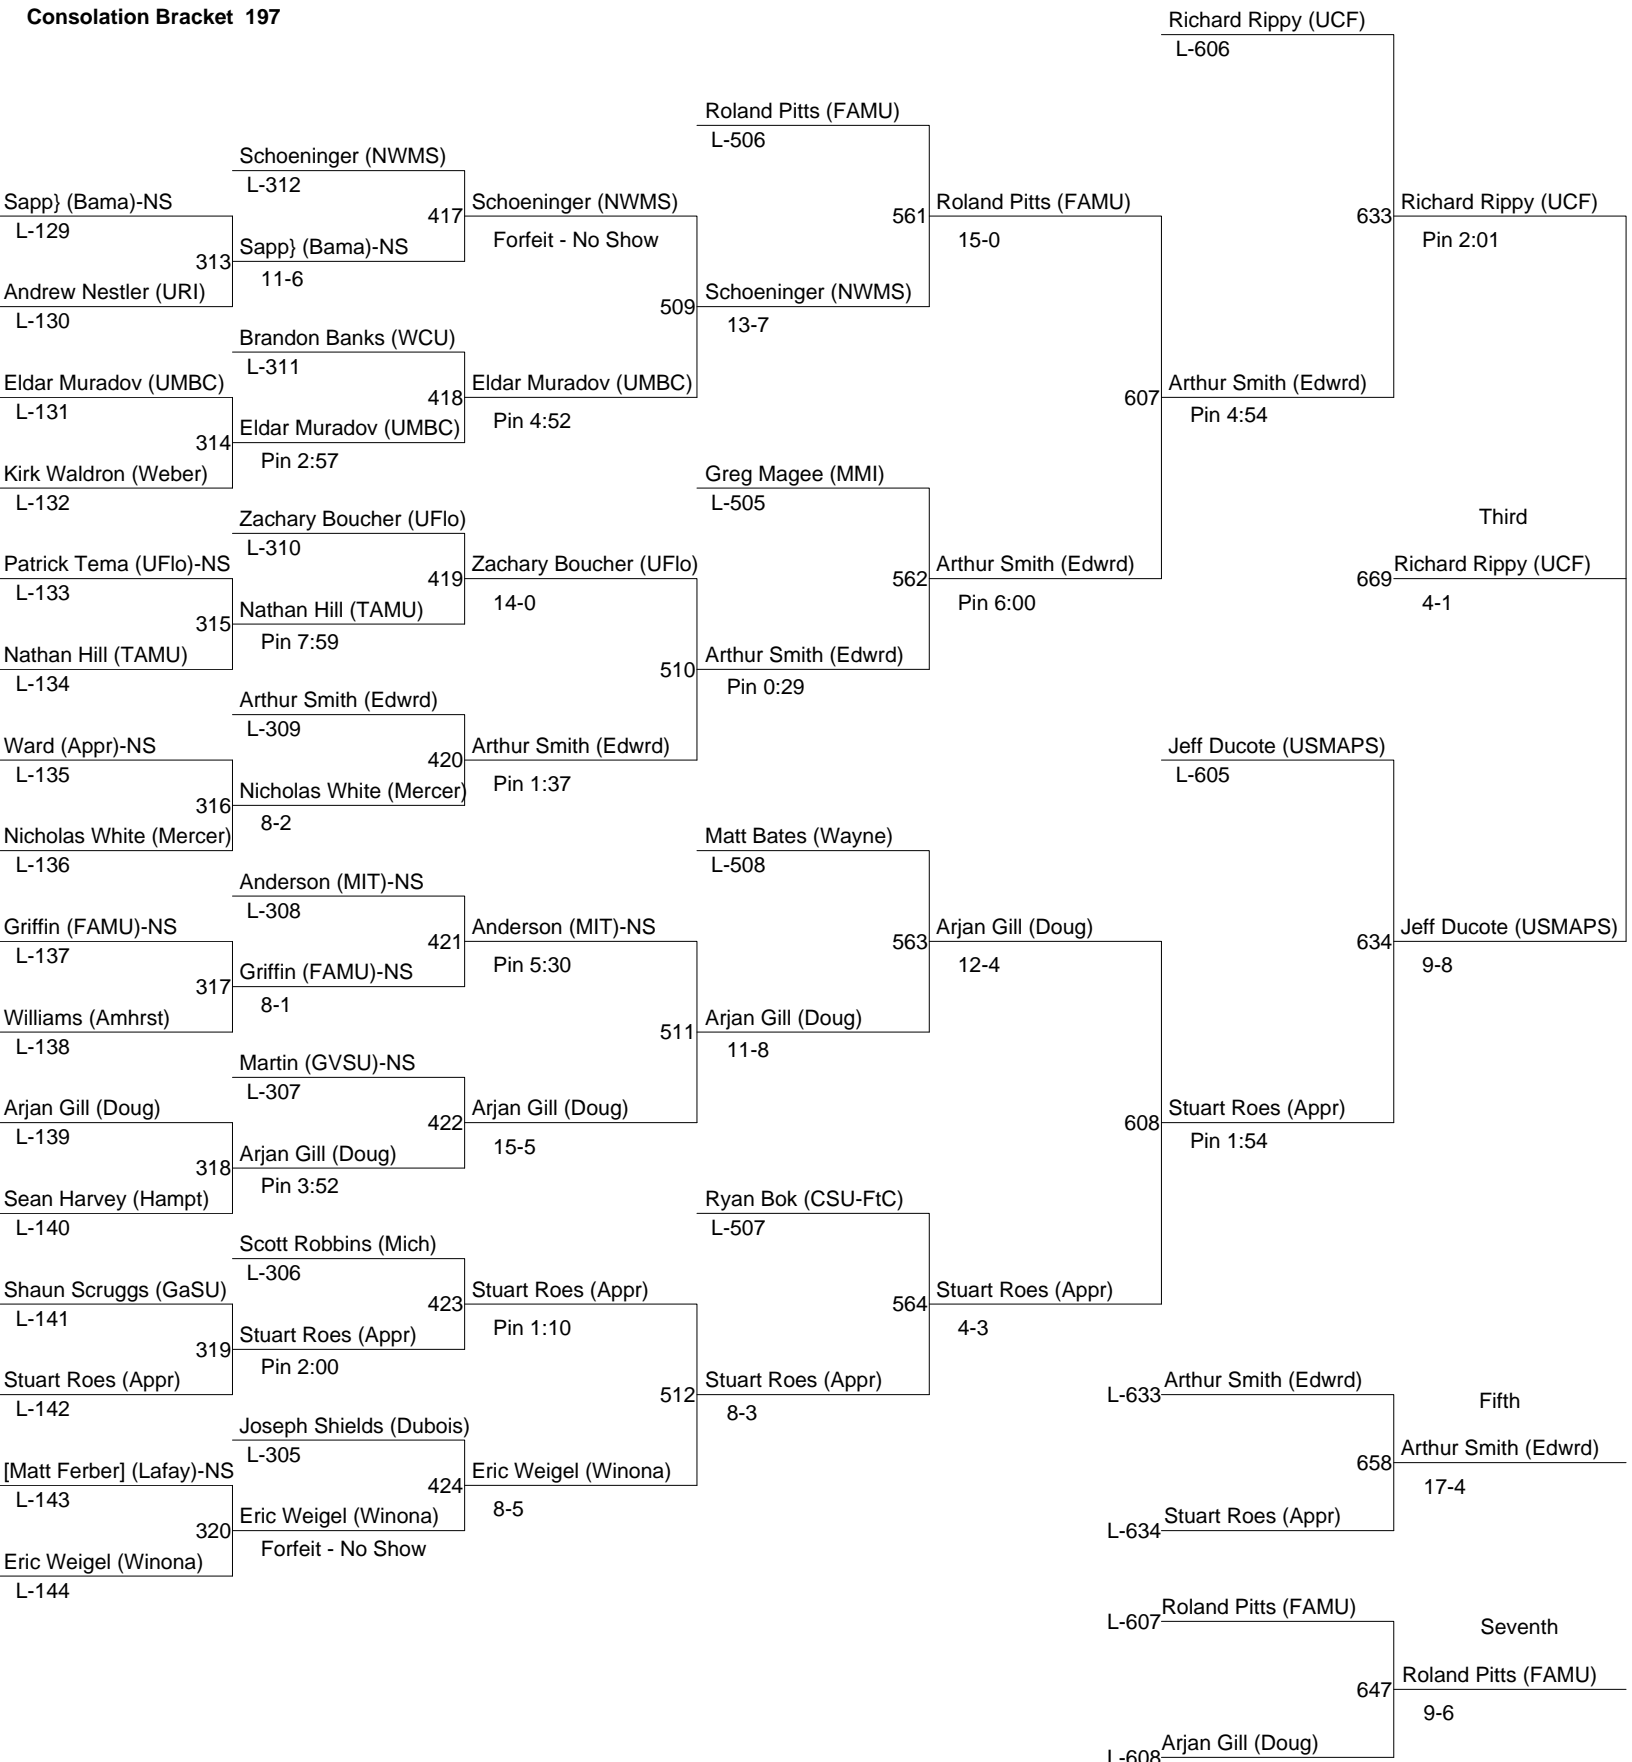 Consolation Bracket 197
Richard Rippy (UCF)
L-606
Roland Pitts (FAMU)
L-506
Schoeninger (NWMS)
L-312
Sapp} (Bama)-NS
L-129
417
Schoeninger (NWMS)
Forfeit - No Show
561
Roland Pitts (FAMU)
15-0
633
Richard Rippy (UCF)
Pin 2:01
313
Sapp} (Bama)-NS
11-6
Andrew Nestler (URI)
L-130
509
Schoeninger (NWMS)
13-7
Brandon Banks (WCU)
L-311
Eldar Muradov (UMBC)
L-131
418
Eldar Muradov (UMBC)
Pin 4:52
607
Arthur Smith (Edwrd)
Pin 4:54
314
Eldar Muradov (UMBC)
Pin 2:57
Kirk Waldron (Weber)
L-132
Greg Magee (MMI)
L-505
Zachary Boucher (UFlo)
L-310
Third
Patrick Tema (UFlo)-NS
L-133
419
Zachary Boucher (UFlo)
14-0
562
Arthur Smith (Edwrd)
Pin 6:00
669
Richard Rippy (UCF)
4-1
315
Nathan Hill (TAMU)
Pin 7:59
Nathan Hill (TAMU)
L-134
510
Arthur Smith (Edwrd)
Pin 0:29
Arthur Smith (Edwrd)
L-309
Ward (Appr)-NS
L-135
420
Arthur Smith (Edwrd)
Pin 1:37
Jeff Ducote (USMAPS)
L-605
316
Nicholas White (Mercer)
8-2
Nicholas White (Mercer)
L-136
Matt Bates (Wayne)
L-508
Anderson (MIT)-NS
L-308
Griffin (FAMU)-NS
L-137
421
Anderson (MIT)-NS
Pin 5:30
563
Arjan Gill (Doug)
12-4
634
Jeff Ducote (USMAPS)
9-8
317
Griffin (FAMU)-NS
8-1
Williams (Amhrst)
L-138
511
Arjan Gill (Doug)
11-8
Martin (GVSU)-NS
L-307
Arjan Gill (Doug)
L-139
422
Arjan Gill (Doug)
15-5
608
Stuart Roes (Appr)
Pin 1:54
318
Arjan Gill (Doug)
Pin 3:52
Sean Harvey (Hampt)
L-140
Ryan Bok (CSU-FtC)
L-507
Scott Robbins (Mich)
L-306
Shaun Scruggs (GaSU)
L-141
423
Stuart Roes (Appr)
Pin 1:10
564
Stuart Roes (Appr)
4-3
319
Stuart Roes (Appr)
Pin 2:00
Stuart Roes (Appr)
L-142
512
Stuart Roes (Appr)
8-3
L-633
Arthur Smith (Edwrd)
Fifth
Joseph Shields (Dubois)
L-305
658
Arthur Smith (Edwrd)
17-4
[Matt Ferber] (Lafay)-NS
L-143
424
Eric Weigel (Winona)
8-5
320
Eric Weigel (Winona)
Forfeit - No Show
L-634
Stuart Roes (Appr)
Eric Weigel (Winona)
L-144
L-607
Roland Pitts (FAMU)
Seventh
647
Roland Pitts (FAMU)
9-6
L-608
Arjan Gill (Doug)